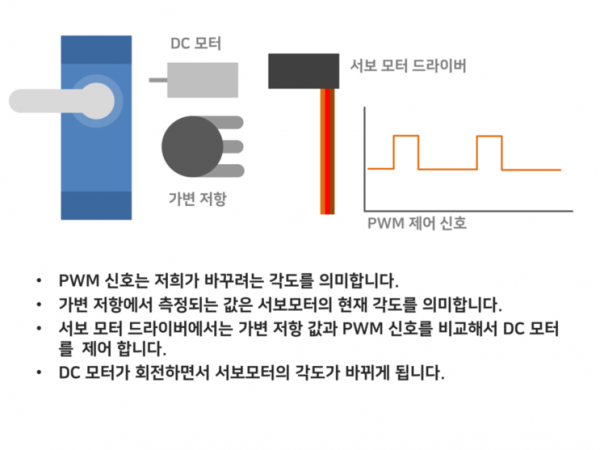 DC 모터
서보 모터 드라이버
가변 저항
PWM 제어 신호
• PWM 신호는 저희가 바꾸려는 각도를 의미합니다.
• 가변 저항에서 측정되는 값은 서보모터의 현재 각도를 의미합니다.
• 서보 모터 드라이버에서는 가변 저항 값과 PWM 신호를 비교해서 DC 모터
를 제어 합니다.
• DC 모터가 회전하면서 서보모터의 각도가 바뀌게 됩니다.